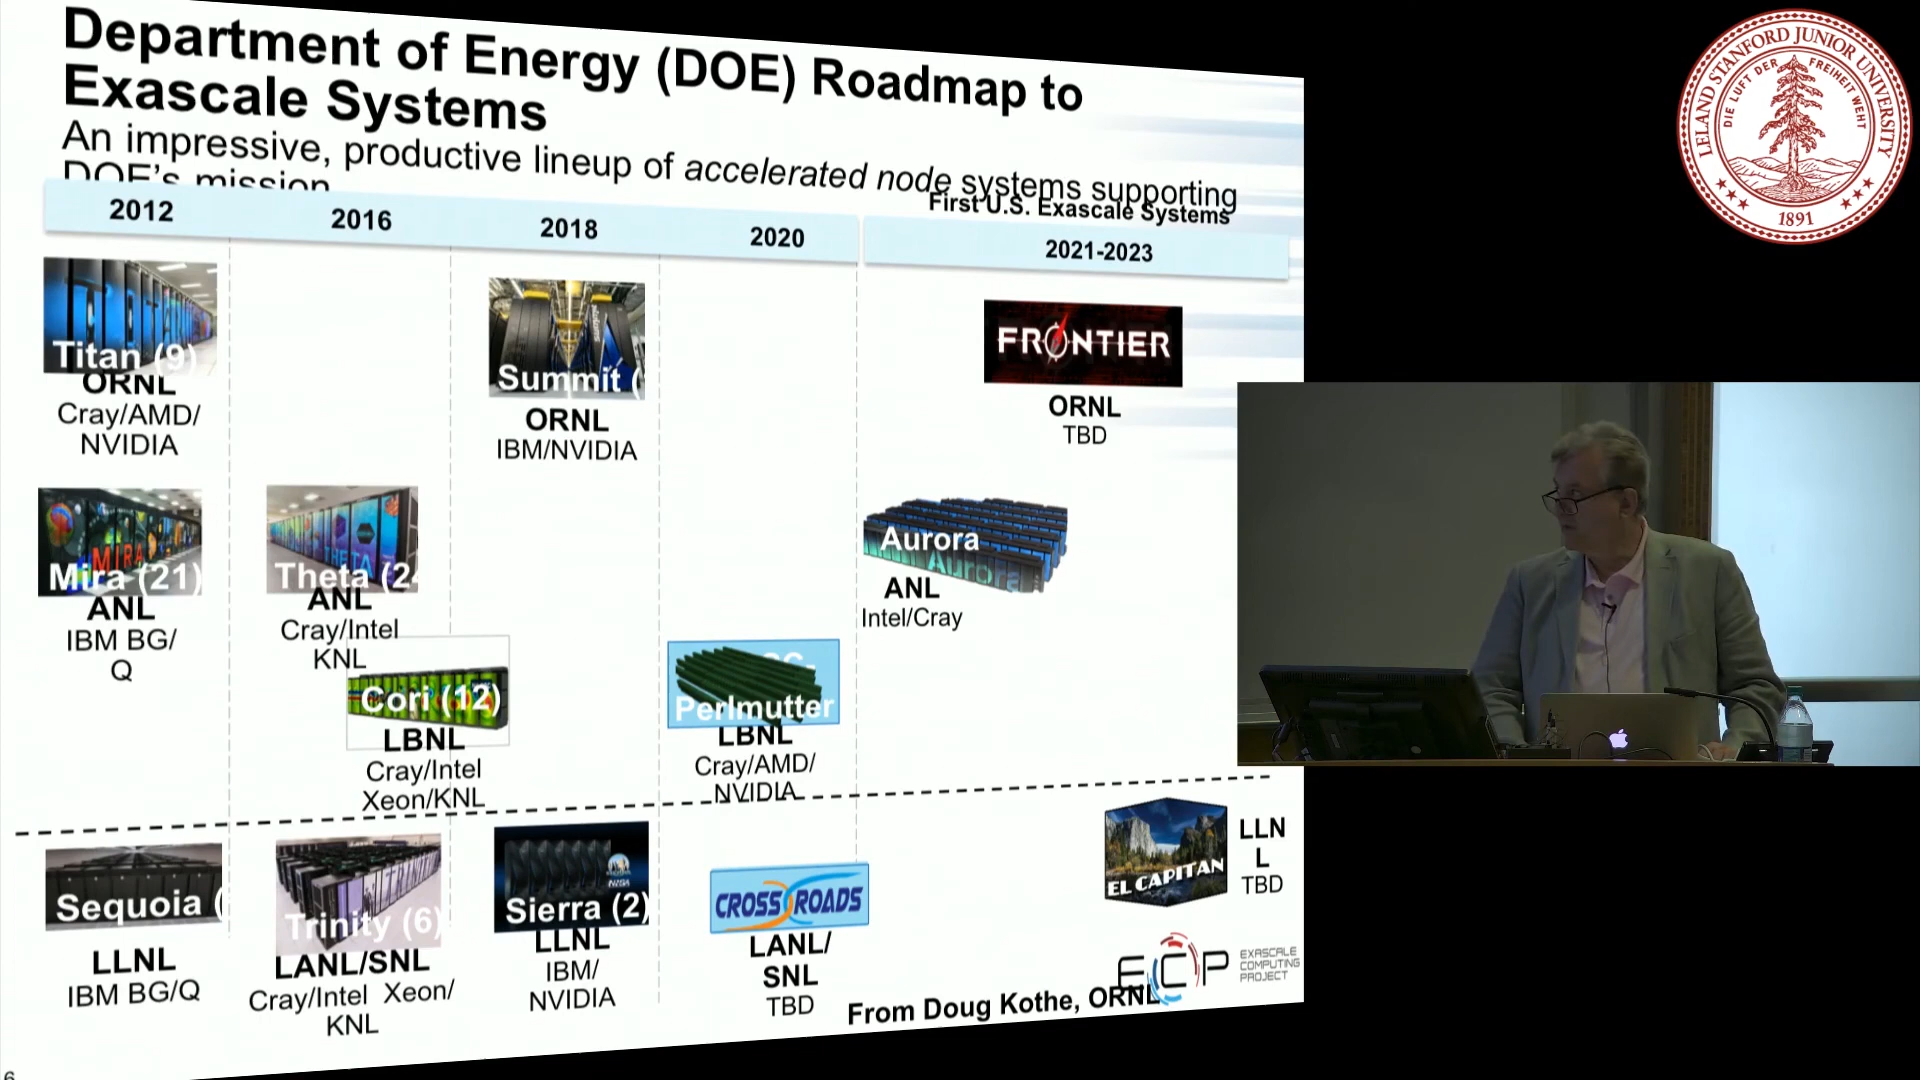 Department of Energy (DOE) Roadmap to
Exascale Systems
An impressive, productive lineup of accelerated node systems supporting
DOE's mission
First U.S. Exascale Systems
2012
2016
2018
2020
2021-2023
Titan (9)
ORNL
Cray/AMD/
NVIDIA
Summit (
ORNL
IBM/NVIDIA
FRONTIER
ORNL
TBD
MIRA
Mira (21)
ANL
IBM BG/
Q
THETA
Theta (24
ANL
Cray/Intel
KNL
Aurora
Aurora
ANL
Intel/Cray
Cori (12)
LBNL
Cray/Intel
Xeon/KNL
Perlmutter
LBNL
Cray/AMD/
NVIDIA
Sequoia (
LLNL
IBM BG/Q
Trinity (6)
LANL/SNL
Cray/Intel Xeon/
KNL
Sierra (2)
LLNL
IBM/
NVIDIA
CROSSROADS
LANL/
SNL
TBD
EL CAPITAN
LLN
L
TBD
ECP
EXASCALE
COMPUTING
PROJECT
From Doug Kothe, ORNL
6
LELAND STANFORD JUNIOR UNIVERSITY
DIE LUFT DER FREIHEIT WEHT
1891